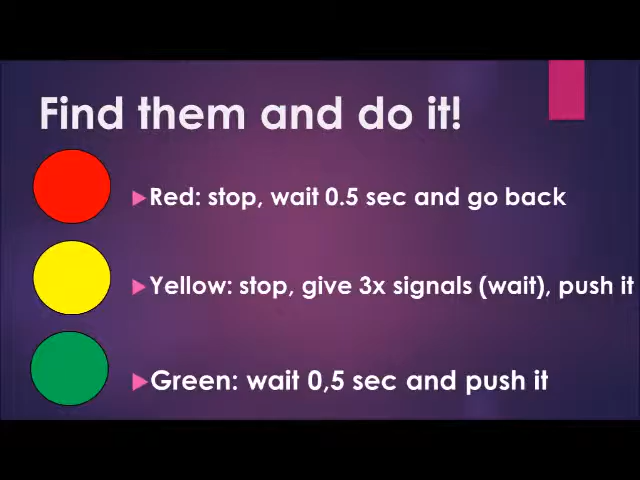 Find them and do it!
Red: stop, wait 0.5 sec and go back
Yellow: stop, give 3x signals (wait), push it
Green: wait 0,5 sec and push it